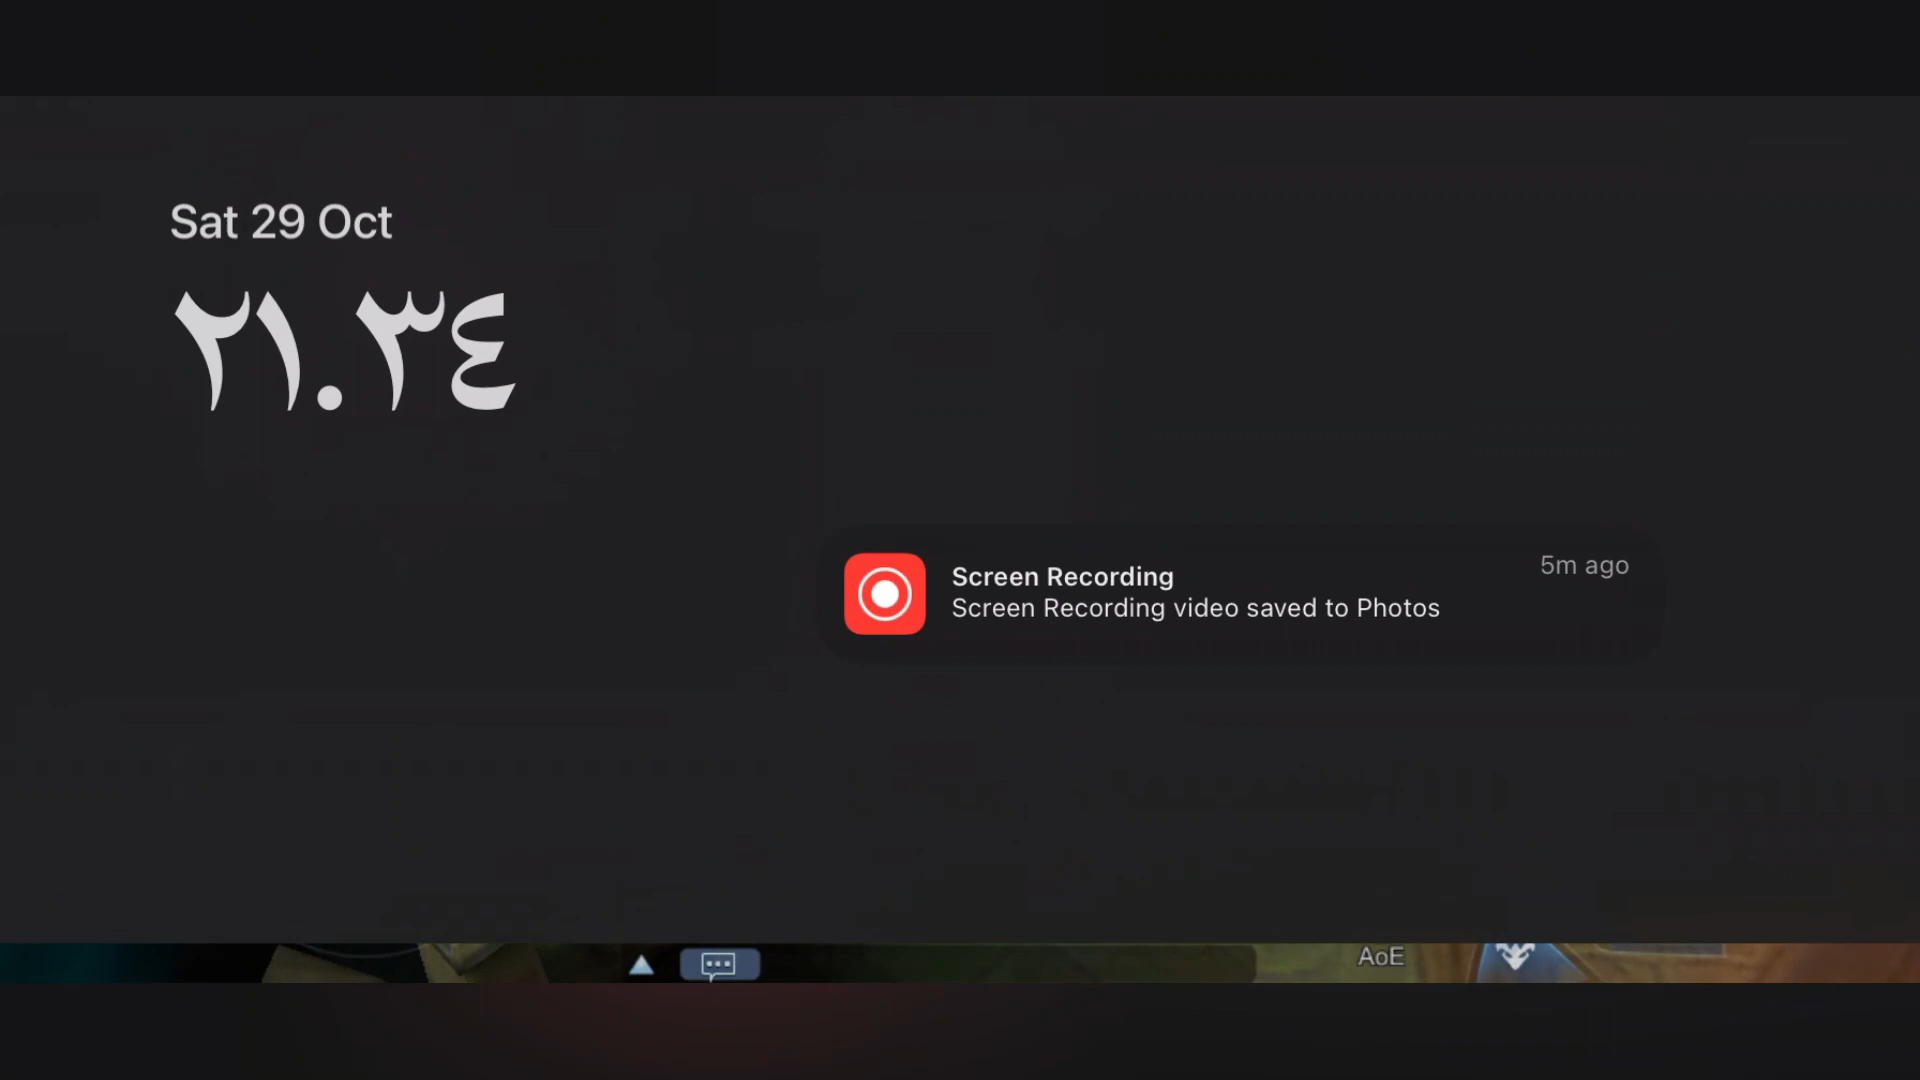 Sat 29 Oct
٢١.٣٤
Screen Recording
5m ago
Screen Recording video saved to Photos
AoE